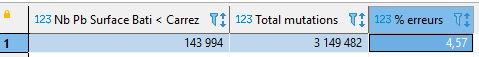 123 Nb Pb Surface Bati < Carrez 123 Total mutations 123 % erreurs
1 143 994 3 149 482 4,57